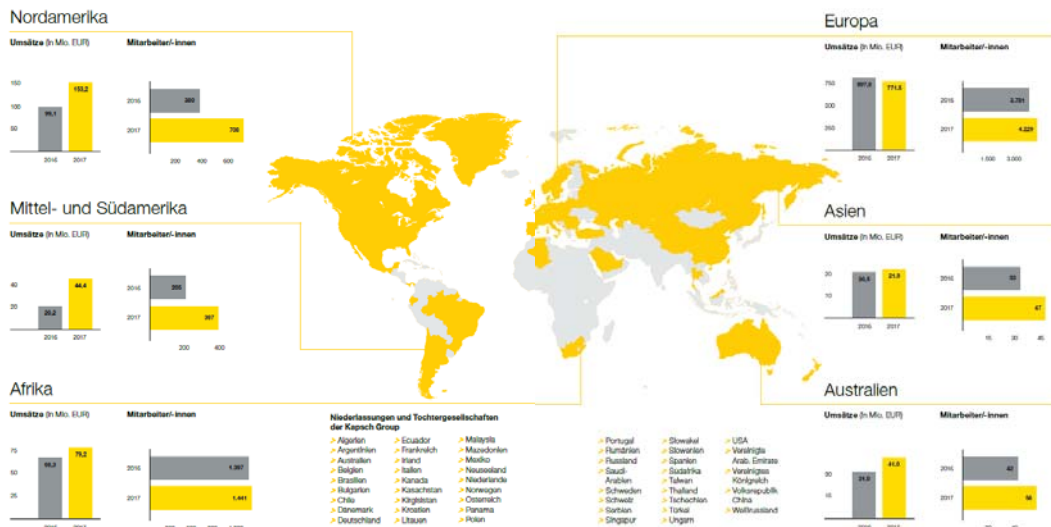 Nordamerika
Umsätze (in Mio. EUR)
Mitarbeiter/-innen
150
100
50
99,1
153,2
2016
2017
2016
2017
706
200
400
600
Mittel- und Südamerika
Umsätze (in Mio. EUR)
Mitarbeiter/-innen
40
20
20,2
44,4
2016
2017
2016
2017
397
200
400
Afrika
Umsätze (in Mio. EUR)
Mitarbeiter/-innen
75
50
25
79,2
2016
2017
1.441
Europa
Umsätze (in Mio. EUR)
Mitarbeiter/-innen
750
500
250
771,5
2016
2017
2016
2017
3.701
4.229
1.500
3.000
Asien
Umsätze (in Mio. EUR)
Mitarbeiter/-innen
20
10
21,9
2016
2017
2016
2017
33
47
15
30
45
Australien
Umsätze (in Mio. EUR)
Mitarbeiter/-innen
30
15
31,0
2016
2017
42
56
Niederlassungen und Tochtergesellschaften
der Kapsch Group
Algerien
Argentinien
Australien
Belgien
Brasilien
Bulgarien
Chile
Dänemark
Deutschland
Ecuador
Frankreich
Irland
Italien
Kanada
Kasachstan
Kirgisistan
Kroatien
Litauen
Malaysia
Mazedonien
Mexiko
Neuseeland
Niederlande
Norwegen
Österreich
Panama
Polen
Portugal
Rumänien
Russland
Saudi-
Arabien
Schweden
Schweiz
Serbien
Singapur
Slowakei
Slowenien
Spanien
Südafrika
Taiwan
Thailand
Tschechien
Türkei
Ungarn
USA
Vereinigte
Arab. Emirate
Vereinigtes
Königreich
Volksrepublik
China
Weißrussland